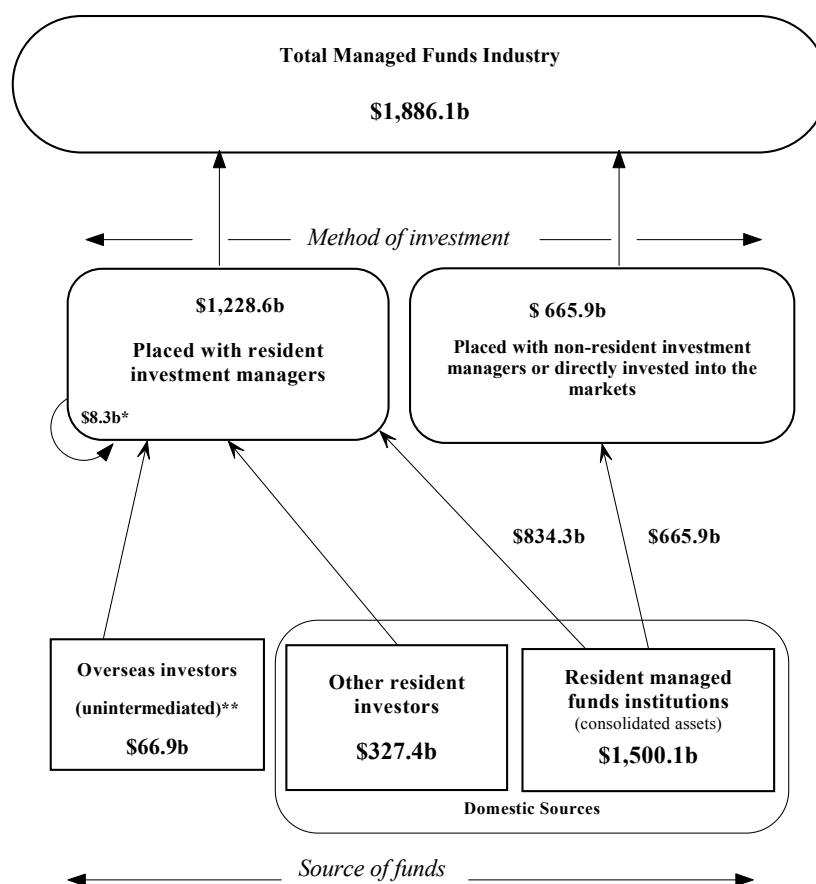 Total Managed Funds Industry
$1,886.1b
Method of investment
$1,228.6b
Placed with resident
investment managers
$8.3b*
$ 665.9b
Placed with non-resident investment
managers or directly invested into the
markets
$834.3b
$665.9b
Overseas investors
(unintermediated)**
$66.9b
Other resident
investors
$327.4b
Resident managed
funds institutions
(consolidated assets)
$1,500.1b
Domestic Sources
Source of funds